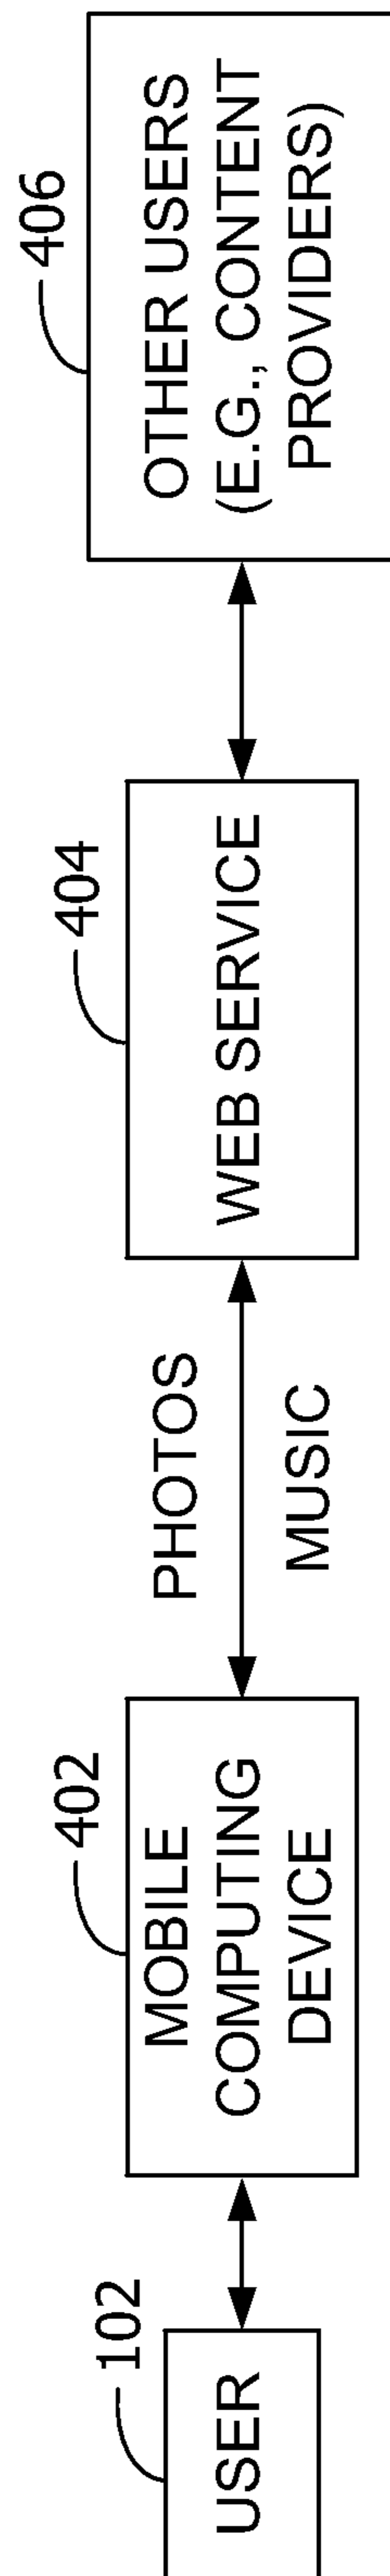 102
USER
402
MOBILE
COMPUTING
DEVICE
PHOTOS
MUSIC
404
WEB SERVICE
406
OTHER USERS
(E.G., CONTENT
PROVIDERS)